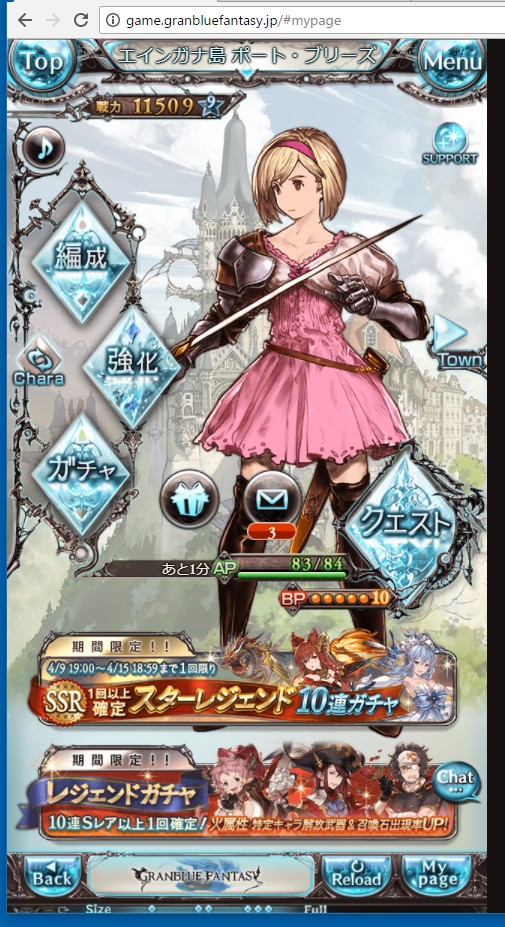 game.granbluefantasy.jp/#mypage
Top
エインガナ島 ポート・ブリーズ
Menu
戦力 11509 9
SUPPORT
編成
強化
Chara
Town
ガチャ
クエスト
3
あと1分 AP 83/84
BP 10
期間限定!!
4/9 19:00～4/15 18:59まで1回限り
SSR 1回以上確定 スターレジェンド 10連ガチャ
期間限定!!
レジェンドガチャ
Chat
10連Sレア以上1回確定! 火属性 特定キャラ解放武器&召喚石出現率UP!
Back
GRANBLUE FANTASY
Reload
My page
Size
Full